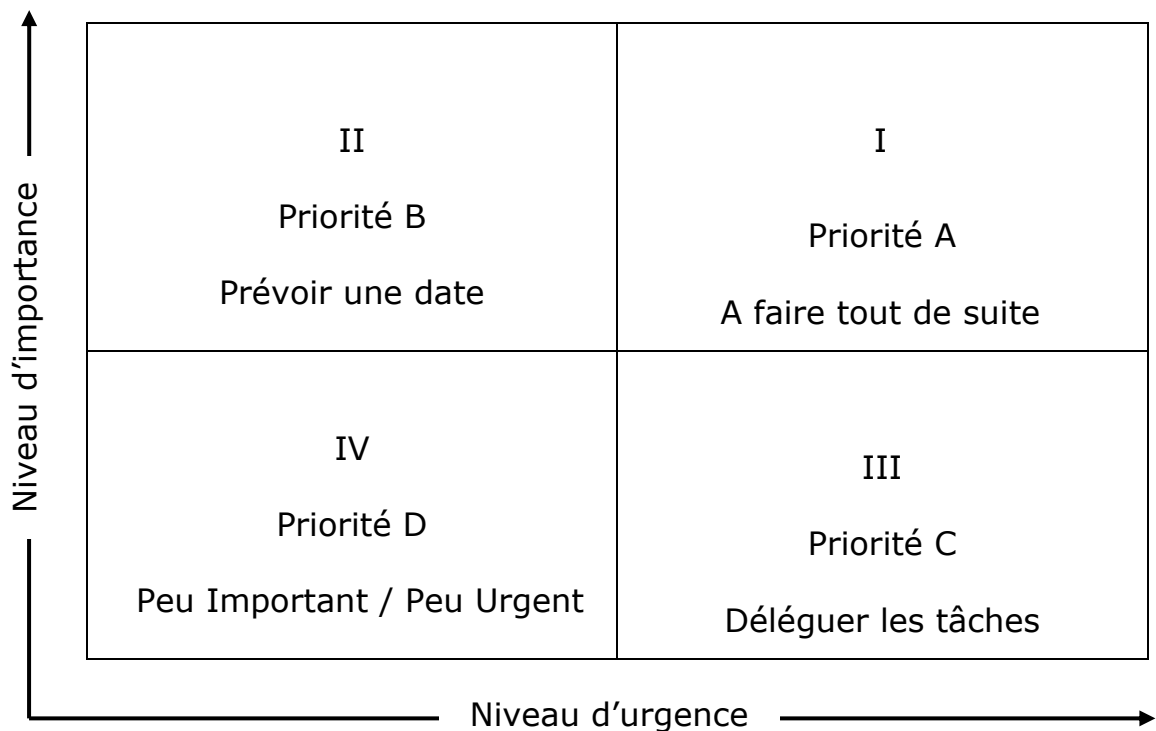 Niveau d’importance
II
Priorité B
Prévoir une date
I
Priorité A
A faire tout de suite
IV
Priorité D
Peu Important / Peu Urgent
III
Priorité C
Déléguer les tâches
Niveau d’urgence